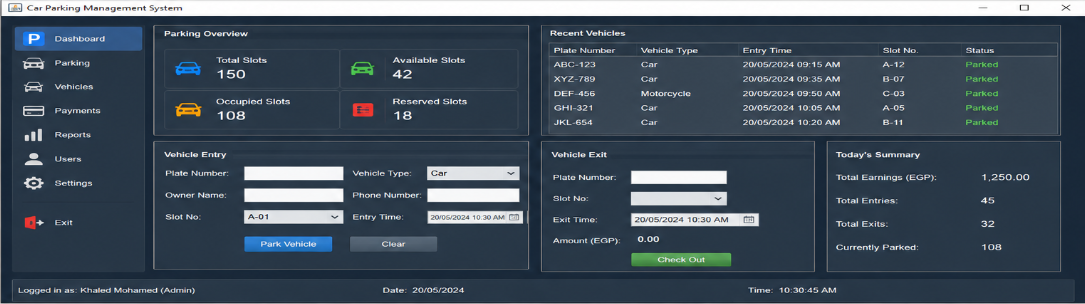 Car Parking Management System
Dashboard
Parking
Vehicles
Payments
Reports
Users
Settings
Exit
Parking Overview
Total Slots
150
Available Slots
42
Occupied Slots
108
Reserved Slots
18
Recent Vehicles
Plate Number Vehicle Type Entry Time Slot No. Status
ABC-123 Car 20/05/2024 09:15 AM A-12 Parked
XYZ-789 Car 20/05/2024 09:35 AM B-07 Parked
DEF-456 Motorcycle 20/05/2024 09:50 AM C-03 Parked
GHI-321 Car 20/05/2024 10:05 AM A-05 Parked
JKL-654 Car 20/05/2024 10:20 AM B-11 Parked
Vehicle Entry
Plate Number: Vehicle Type: Car
Owner Name: Phone Number:
Slot No: A-01 Entry Time: 20/05/2024 10:30 AM
Park Vehicle Clear
Vehicle Exit
Plate Number:
Slot No:
Exit Time: 20/05/2024 10:30 AM
Amount (EGP): 0.00
Check Out
Today's Summary
Total Earnings (EGP): 1,250.00
Total Entries: 45
Total Exits: 32
Currently Parked: 108
Logged in as: Khaled Mohamed (Admin) Date: 20/05/2024 Time: 10:30:45 AM